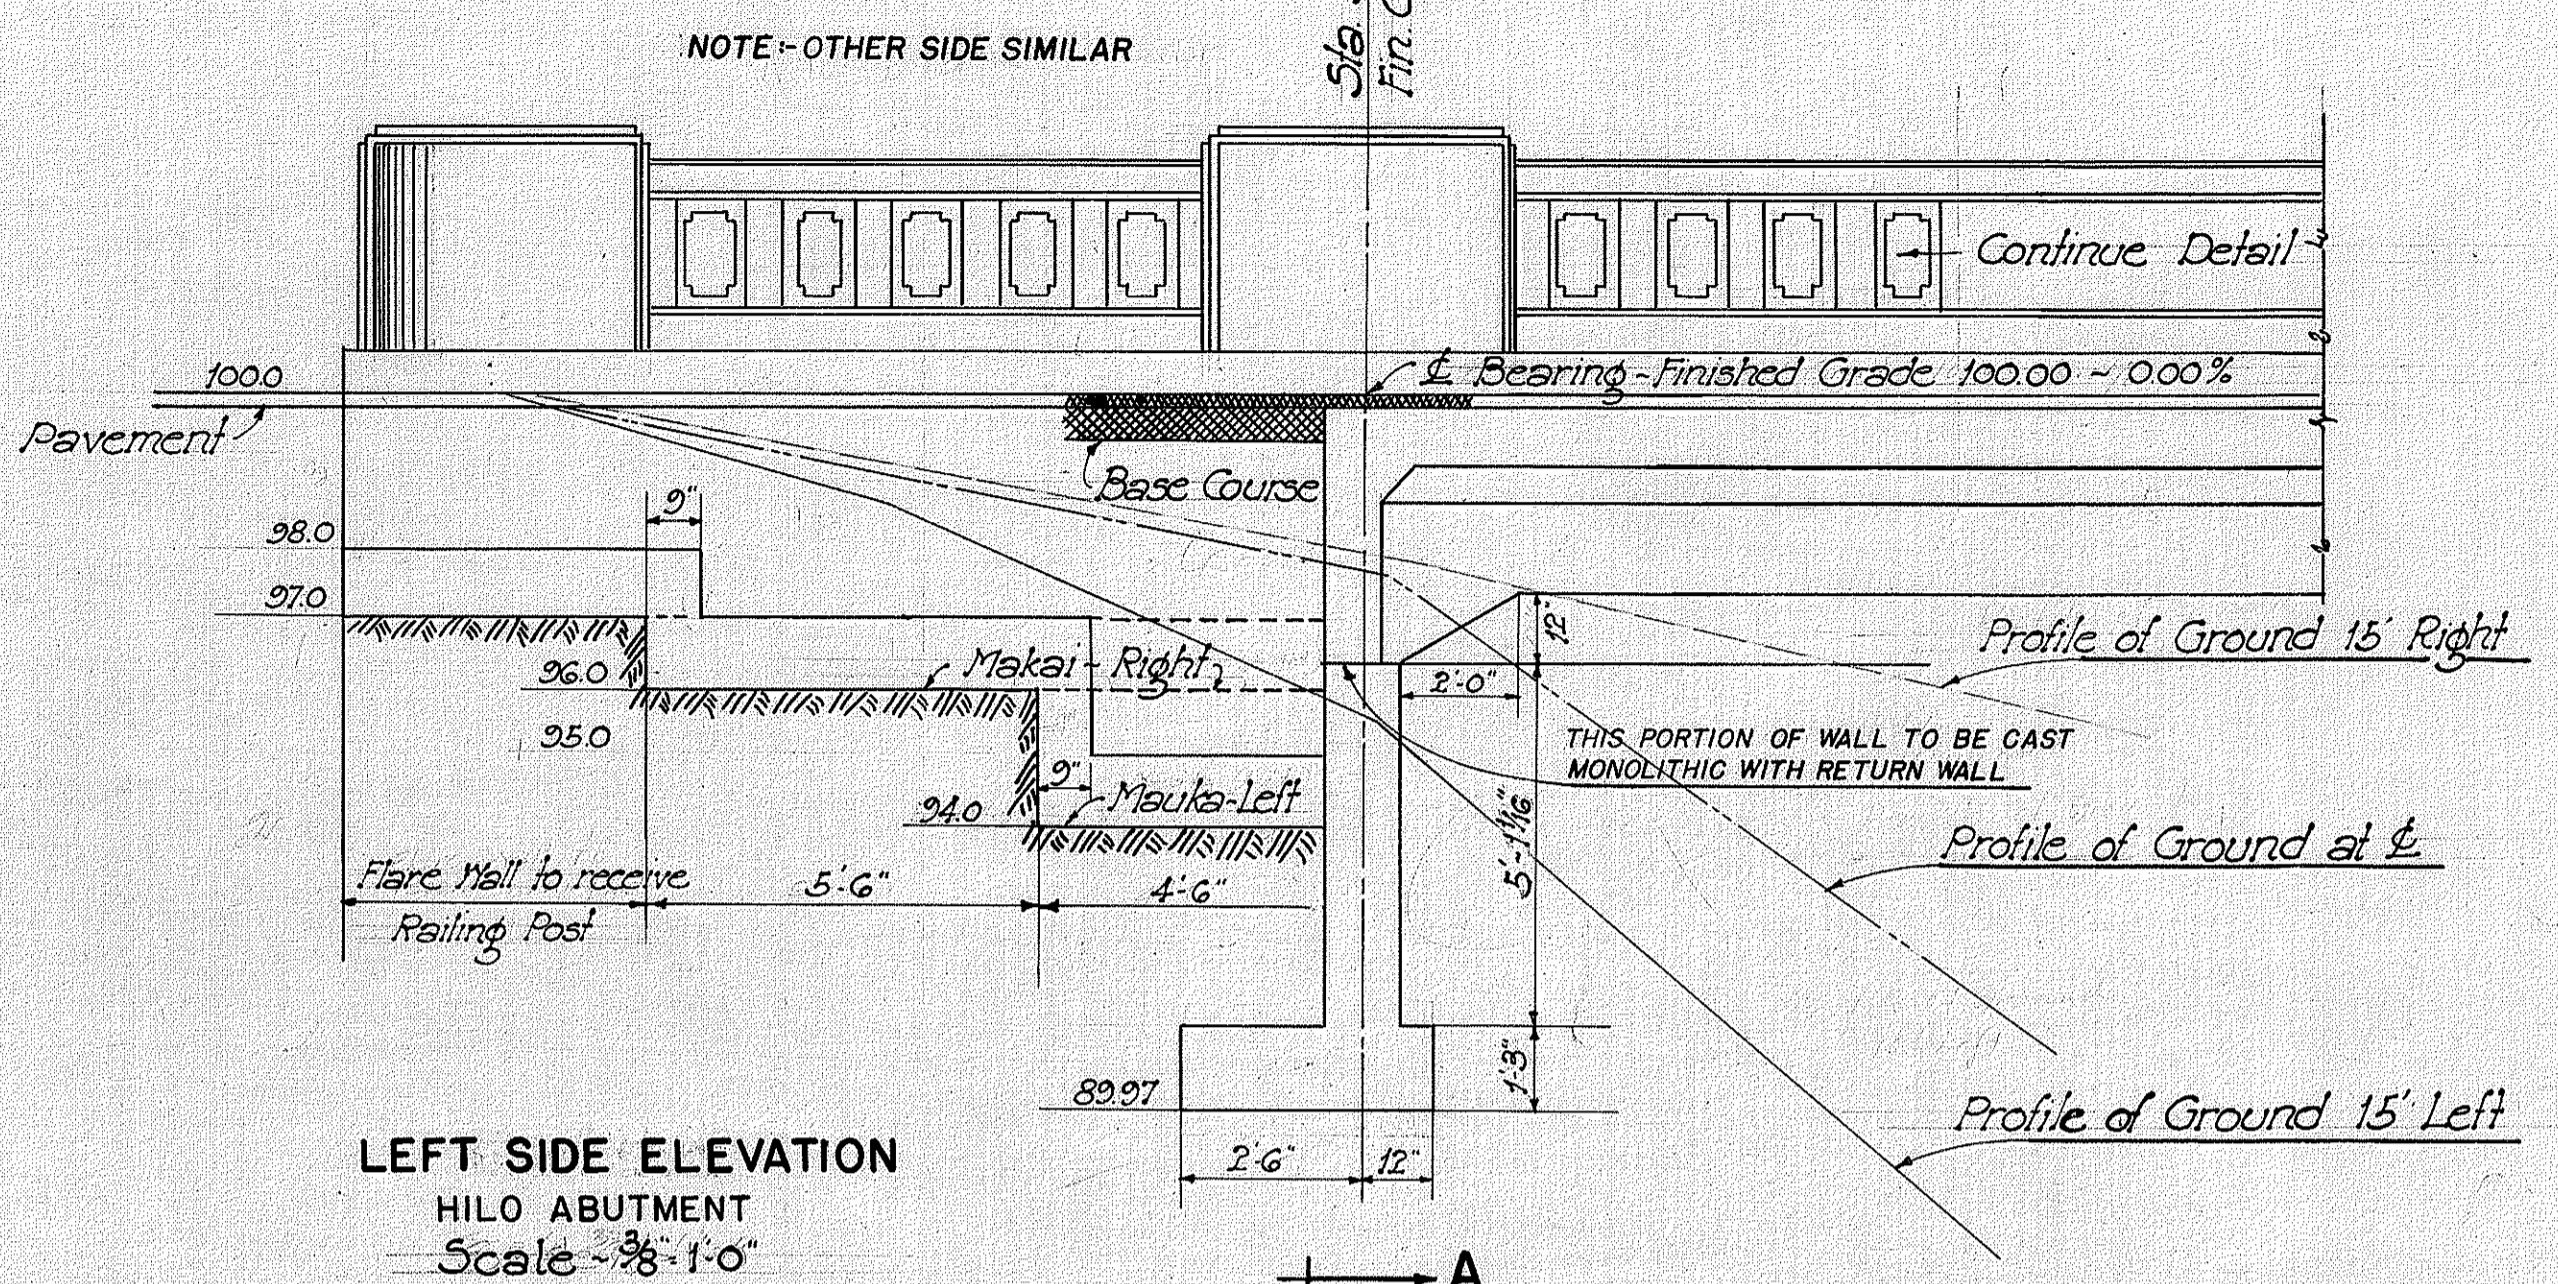 NOTE:-OTHER SIDE SIMILAR
Sta.
Fin.
Continue Detail
100.0
℄ Bearing-Finished Grade 100.00 ~ 0.00%
Pavement
Base Course
9"
98.0
97.0
12"
Profile of Ground 15' Right
96.0
Makai-Right
2'-0"
95.0
THIS PORTION OF WALL TO BE CAST
MONOLITHIC WITH RETURN WALL
9"
Mauka-Left
94.0
5'-1 1/16"
Profile of Ground at ℄
Flare Wall to receive
Railing Post
5'-6"
4'-6"
1'-3"
89.97
Profile of Ground 15' Left
2'-6"
12"
LEFT SIDE ELEVATION
HILO ABUTMENT
Scale ~ 3/8" = 1'-0"
A